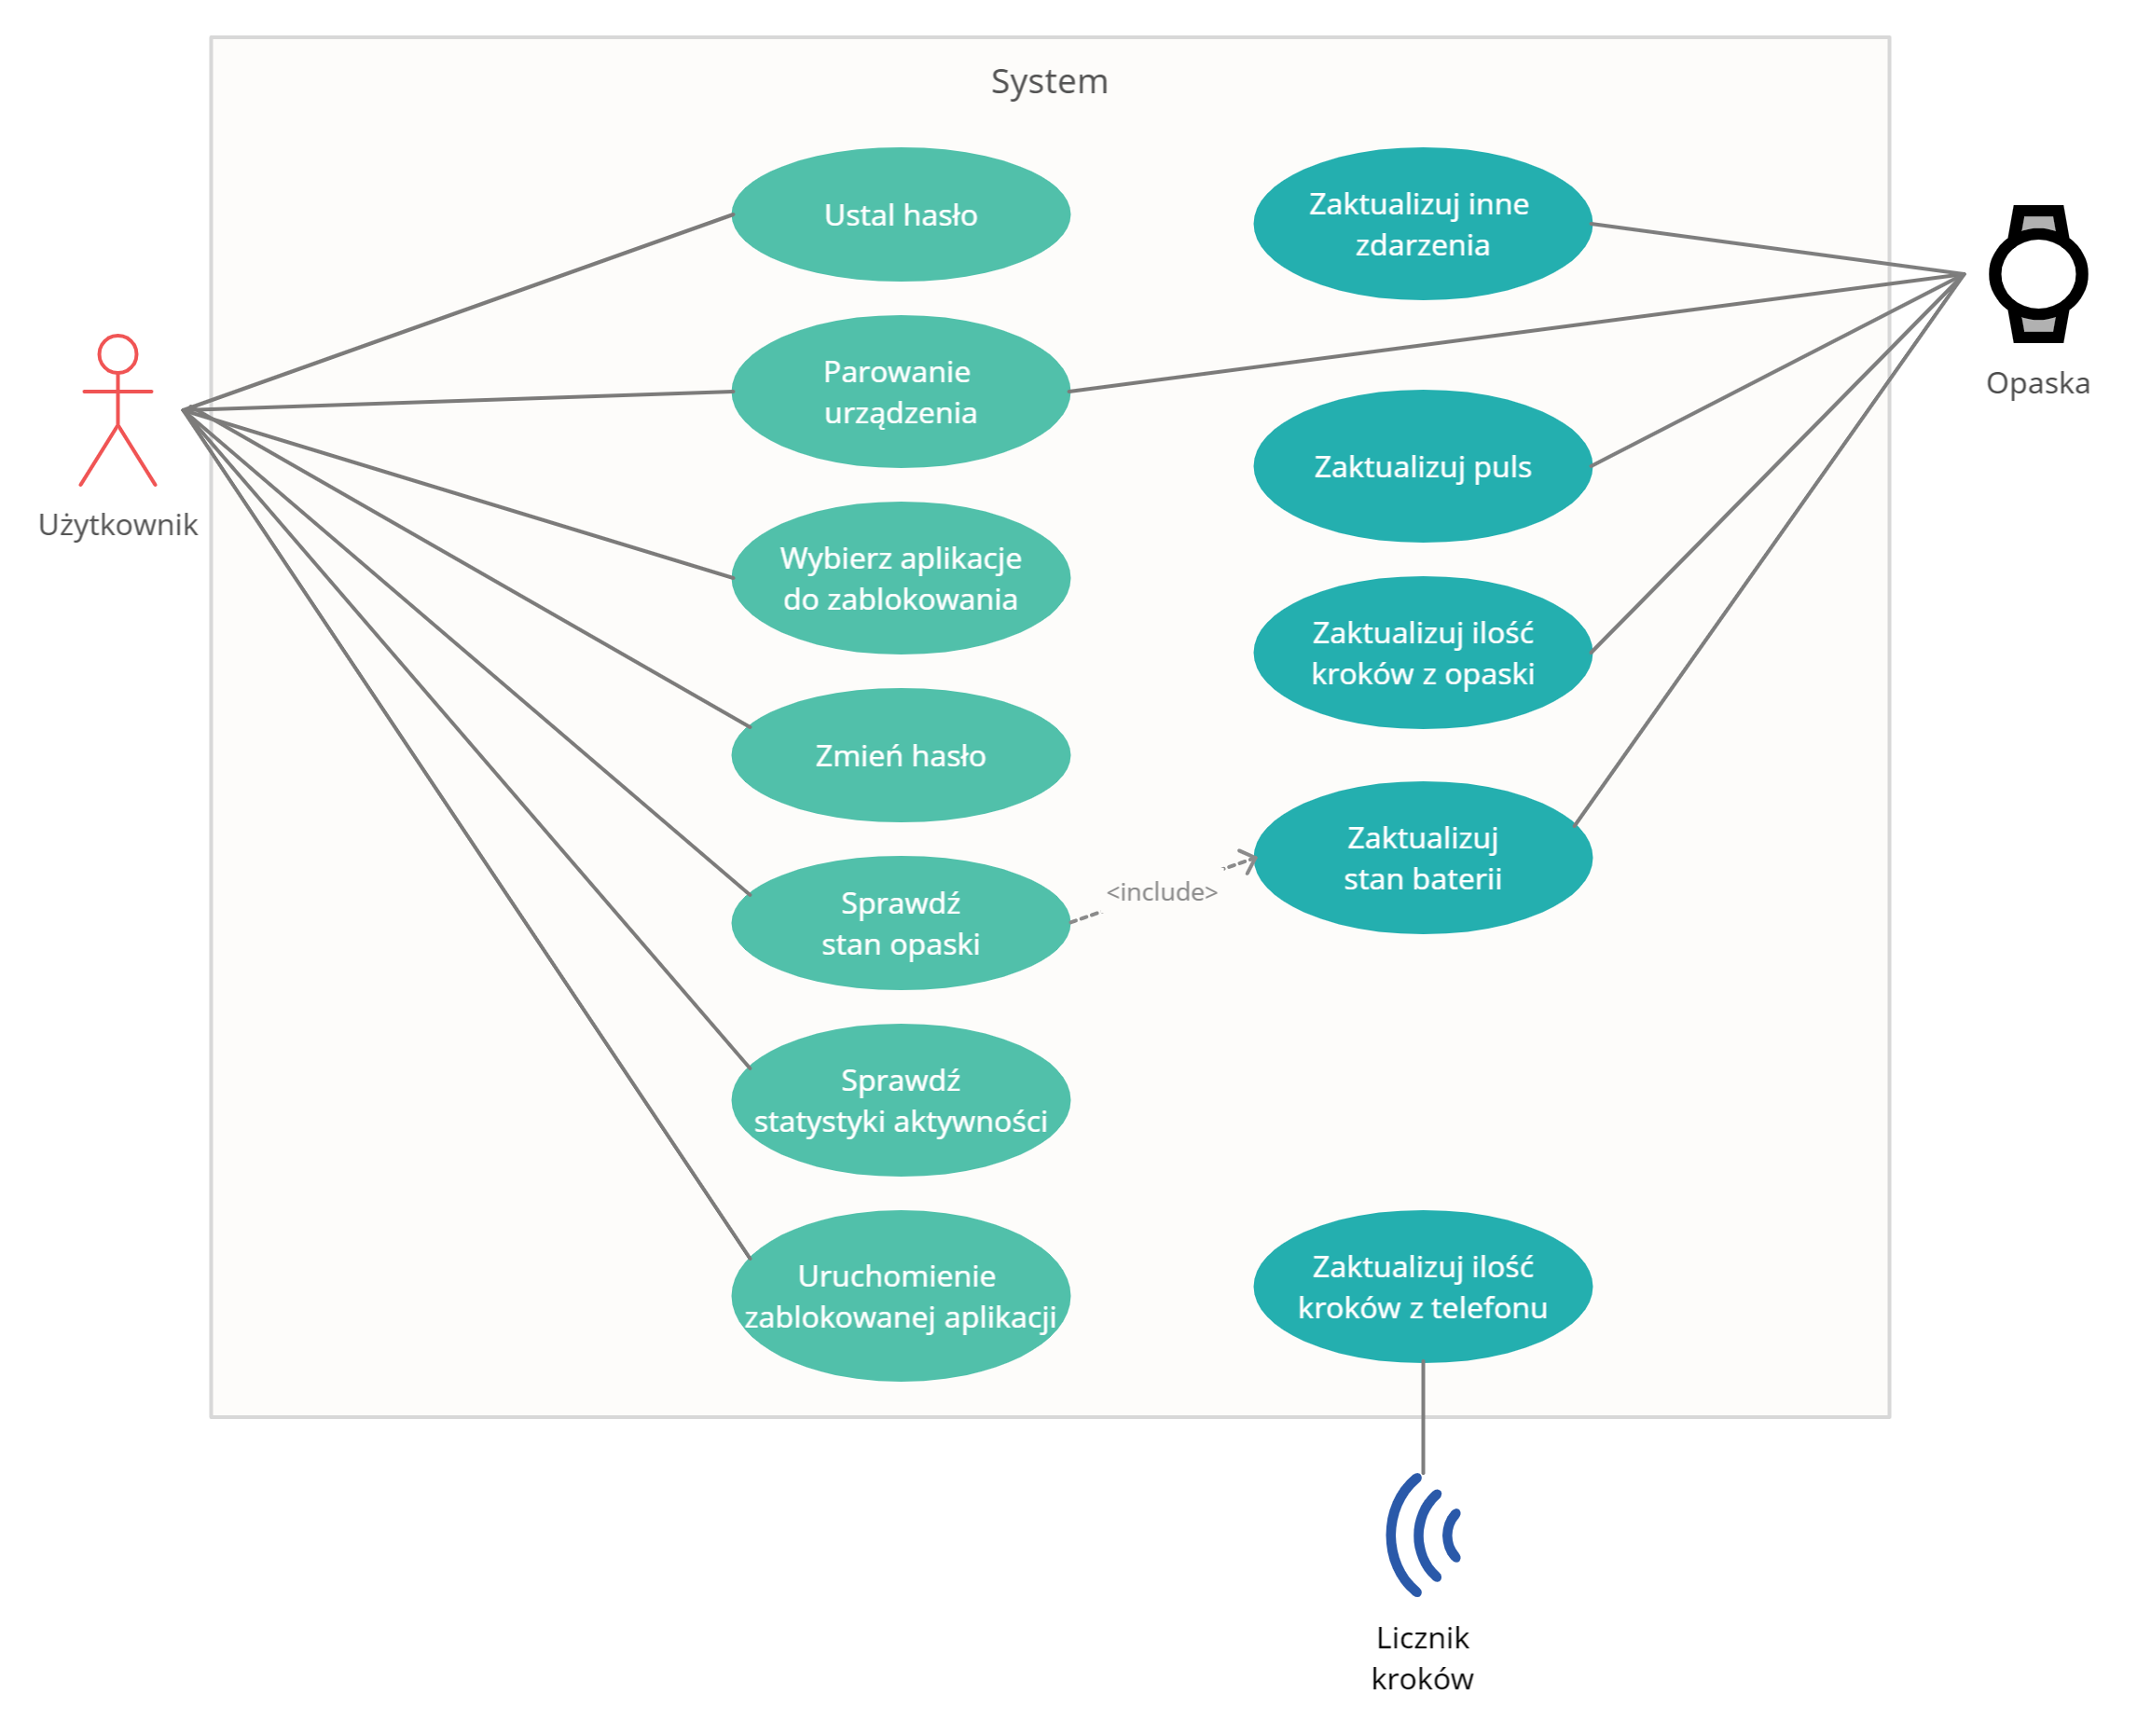 System
Ustal hasło
Zaktualizuj inne
zdarzenia
Parowanie
urządzenia
Opaska
Zaktualizuj puls
Użytkownik
Wybierz aplikacje
do zablokowania
Zaktualizuj ilość
kroków z opaski
Zmień hasło
Zaktualizuj
stan baterii
<include>
Sprawdź
stan opaski
Sprawdź
statystyki aktywności
Uruchomienie
zablokowanej aplikacji
Zaktualizuj ilość
kroków z telefonu
Licznik
kroków